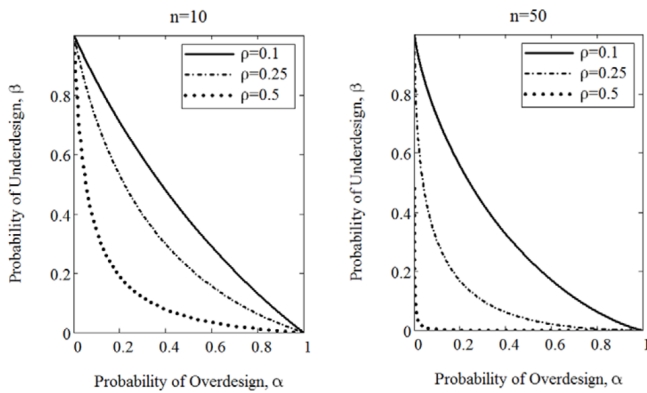 n=10
Probability of Underdesign, β
0.8
0.6
0.4
0.2
0
ρ=0.1
ρ=0.25
ρ=0.5
0 0.2 0.4 0.6 0.8 1
Probability of Overdesign, α
n=50
Probability of Underdesign, β
0.8
0.6
0.4
0.2
0
ρ=0.1
ρ=0.25
ρ=0.5
0 0.2 0.4 0.6 0.8 1
Probability of Overdesign, α